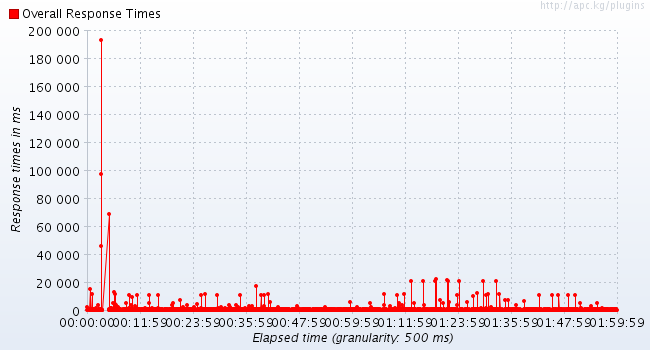 http://apc.kg/plugins
Overall Response Times
200 000
180 000
160 000
140 000
120 000
100 000
80 000
60 000
40 000
20 000
0
Response times in ms
00:00:00 00:11:59 00:23:59 00:35:59 00:47:59 00:59:59 01:11:59 01:23:59 01:35:59 01:47:59 01:59:59
Elapsed time (granularity: 500 ms)